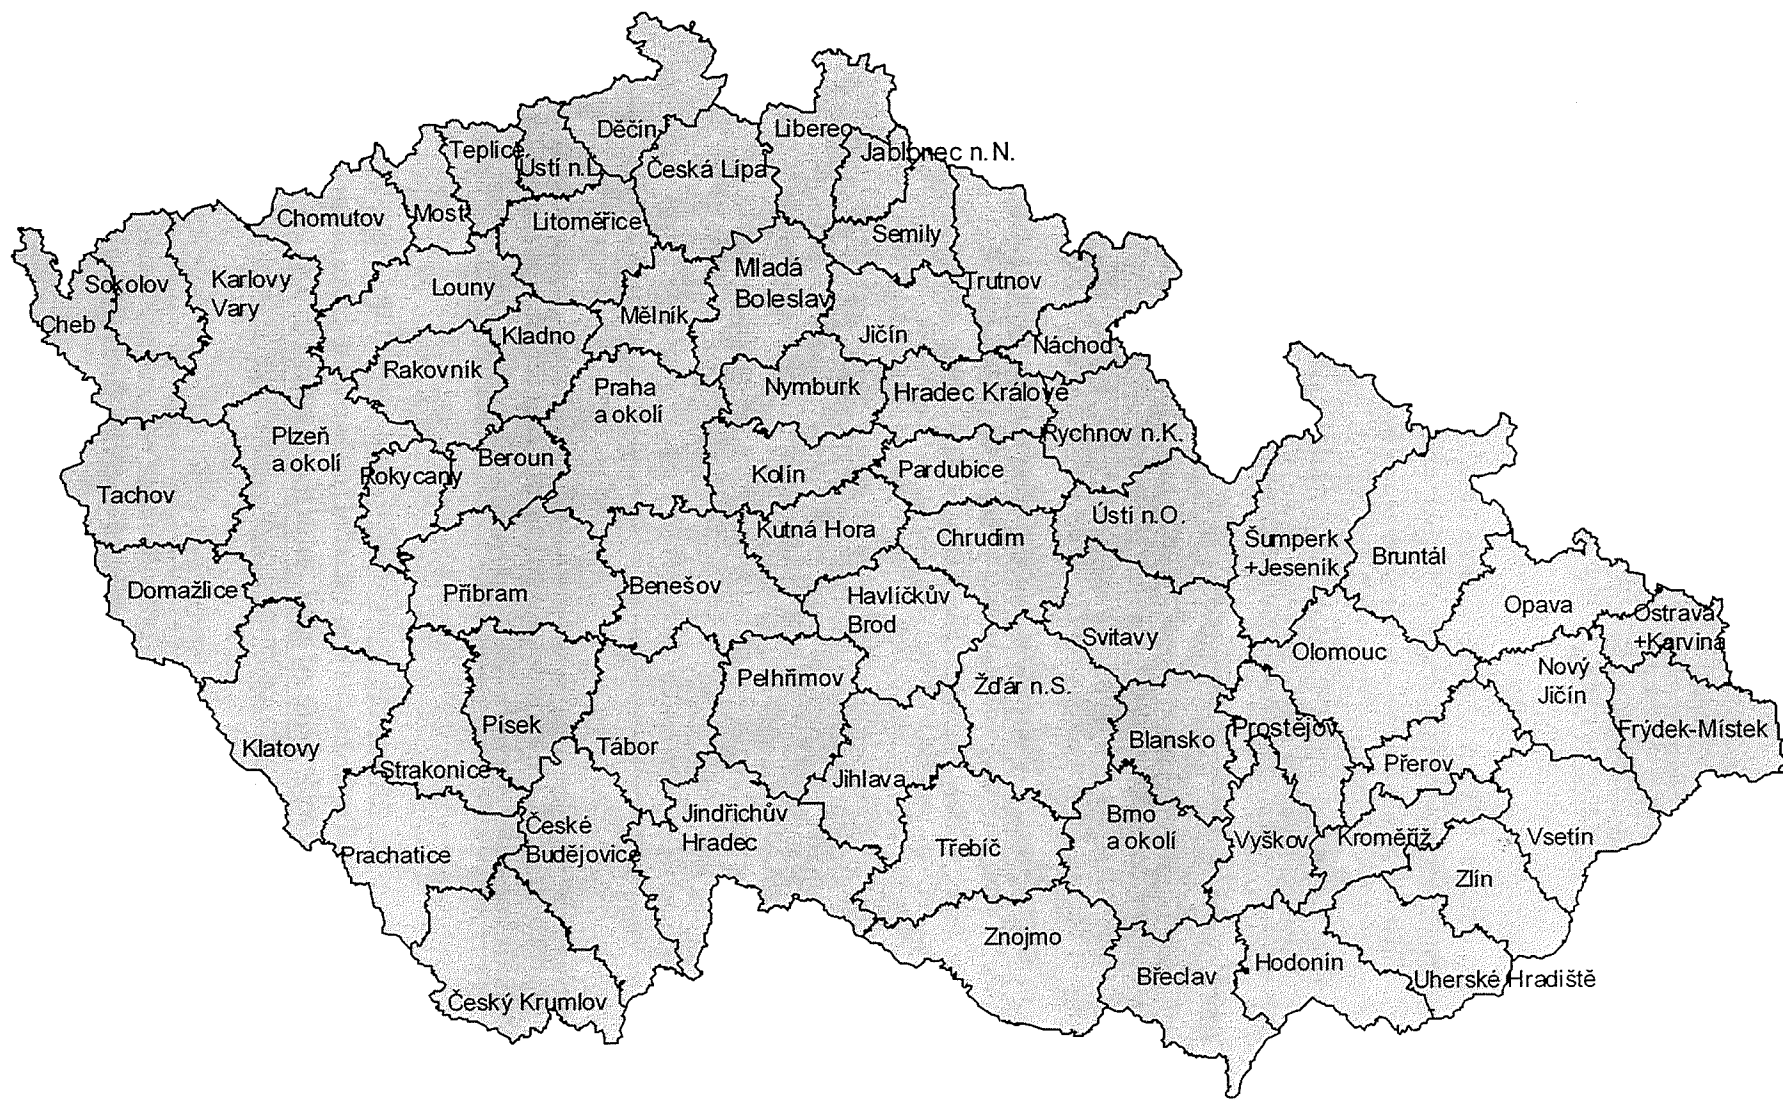 Děčín
Liberec
Teplice
Ústí n.L.
Česká Lípa
Jablonec n.N.
Chomutov
Most
Litoměřice
Semily
Sokolov
Karlovy
Vary
Louny
Mladá
Boleslav
Trutnov
Cheb
Kladno
Mělník
Jičín
Náchod
Rakovník
Praha
a okolí
Nymburk
Hradec Králové
Plzeň
a okolí
Rokycany
Beroun
Kolín
Pardubice
Rychnov n.K.
Tachov
Kutná Hora
Chrudim
Ústí n.O.
Šumperk
+Jeseník
Bruntál
Domažlice
Příbram
Benešov
Havlíčkův
Brod
Svitavy
Olomouc
Opava
Ostrava
+Karviná
Nový
Jičín
Klatovy
Strakonice
Písek
Tábor
Pelhřimov
Žďár n.S.
Jihlava
Blansko
Prostějov
Přerov
Frýdek-Místek
Prachatice
České
Budějovice
Jindřichův
Hradec
Třebíč
Brno
a okolí
Vyškov
Kroměříž
Vsetín
Zlín
Český Krumlov
Znojmo
Břeclav
Hodonín
Uherské Hradiště